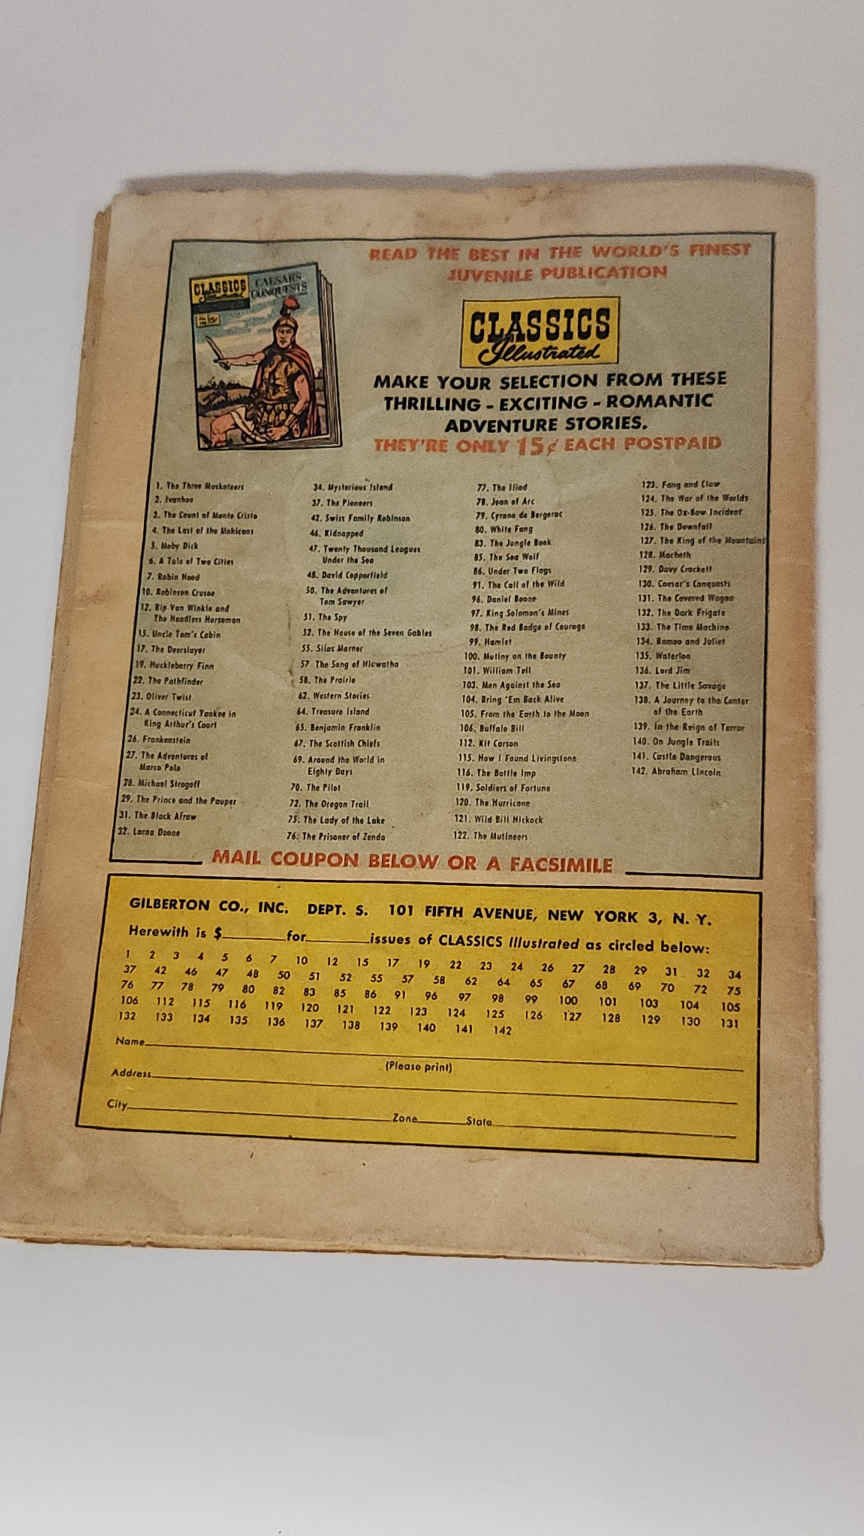 READ THE BEST IN THE WORLD'S FINEST
JUVENILE PUBLICATION
CLASSICS
Illustrated
CAESAR'S
CONQUESTS
CLASSICS
Illustrated
MAKE YOUR SELECTION FROM THESE
THRILLING - EXCITING - ROMANTIC
ADVENTURE STORIES.
THEY'RE ONLY 15¢ EACH POSTPAID
1. The Three Musketeers
2. Ivanhoe
3. The Count of Monte Cristo
4. The Last of the Mohicans
5. Moby Dick
6. A Tale of Two Cities
7. Robin Hood
10. Robinson Crusoe
12. Rip Van Winkle and
The Headless Horseman
15. Uncle Tom's Cabin
17. The Deerslayer
19. Huckleberry Finn
22. The Pathfinder
23. Oliver Twist
24. A Connecticut Yankee in
King Arthur's Court
26. Frankenstein
27. The Adventures of
Marco Polo
28. Michael Strogoff
29. The Prince and the Pauper
31. The Black Arrow
32. Lorna Doone
34. Mysterious Island
37. The Pioneers
42. Swiss Family Robinson
46. Kidnapped
47. Twenty Thousand Leagues
Under the Sea
48. David Copperfield
50. The Adventures of
Tom Sawyer
51. The Spy
52. The House of the Seven Gables
55. Silas Marner
57 The Song of Hiawatha
58. The Prairie
62. Western Stories
64. Treasure Island
65. Benjamin Franklin
67. The Scottish Chiefs
69. Around the World in
Eighty Days
70. The Pilot
72. The Oregon Trail
75. The Lady of the Lake
76. The Prisoner of Zenda
77. The Iliad
78. Joan of Arc
79. Cyrano de Bergerac
80. White Fang
83. The Jungle Book
85. The Sea Wolf
86. Under Two Flags
91. The Call of the Wild
96. Daniel Boone
97. King Solomon's Mines
98. The Red Badge of Courage
99. Hamlet
100. Mutiny on the Bounty
101. William Tell
103. Men Against the Sea
104. Bring 'Em Back Alive
105. From the Earth to the Moon
106. Buffalo Bill
112. Kit Carson
115. How I Found Livingstone
116. The Bottle Imp
119. Soldiers of Fortune
120. The Hurricane
121. Wild Bill Hickock
122. The Mutineers
123. Fang and Claw
124. The War of the Worlds
125. The Ox-Bow Incident
126. The Downfall
127. The King of the Mountains
128. Macbeth
129. Davy Crockett
130. Caesar's Conquests
131. The Covered Wagon
132. The Dark Frigate
133. The Time Machine
134. Romeo and Juliet
135. Waterloo
136. Lord Jim
137. The Little Savage
138. A Journey to the Center
of the Earth
139. In the Reign of Terror
140. On Jungle Trails
141. Castle Dangerous
142. Abraham Lincoln
MAIL COUPON BELOW OR A FACSIMILE
GILBERTON CO., INC. DEPT. S. 101 FIFTH AVENUE, NEW YORK 3, N. Y.
Herewith is $______for______issues of CLASSICS Illustrated as circled below:
1 2 3 4 5 6 7 10 12 15 17 19 22 23 24 26 27 28 29 31 32 34
37 42 46 47 48 50 51 52 55 57 58 62 64 65 67 68 69 70 72 75
76 77 78 79 80 82 83 85 86 91 96 97 98 99 100 101 103 104 105
106 112 115 116 119 120 121 122 123 124 125 126 127 128 129 130 131
132 133 134 135 136 137 138 139 140 141 142
Name
(Please print)
Address
City Zone State